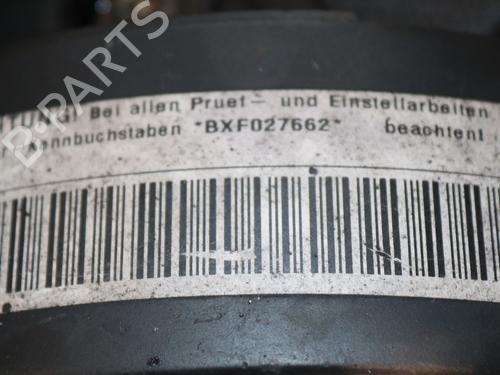 Bei allen Pruef- und Einstellarbeiten
Kennbuchstaben *BXF027662* beachten!
B-PARTS